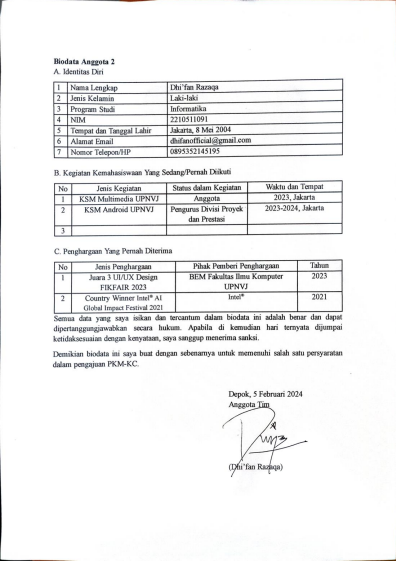 Biodata Anggota 2
A. Identitas Diri
1 Nama Lengkap Dhi'fan Razaqa
2 Jenis Kelamin Laki-laki
3 Program Studi Informatika
4 NIM 2210511091
5 Tempat dan Tanggal Lahir Jakarta, 8 Mei 2004
6 Alamat Email dhifanofficial@gmail.com
7 Nomor Telepon/HP 0895352145195
B. Kegiatan Kemahasiswaan Yang Sedang/Pernah Diikuti
No Jenis Kegiatan Status dalam Kegiatan Waktu dan Tempat
1 KSM Multimedia UPNVJ Anggota 2023, Jakarta
2 KSM Android UPNVJ Pengurus Divisi Proyek 2023-2024, Jakarta
dan Prestasi
3
C. Penghargaan Yang Pernah Diterima
No Jenis Penghargaan Pihak Pemberi Penghargaan Tahun
1 Juara 3 UI/UX Design BEM Fakultas Ilmu Komputer 2023
FIKFAIR 2023 UPNVJ
2 Country Winner Intel® AI Intel® 2021
Global Impact Festival 2021
Semua data yang saya isikan dan tercantum dalam biodata ini adalah benar dan dapat
dipertanggungjawabkan secara hukum. Apabila di kemudian hari ternyata dijumpai
ketidaksesuaian dengan kenyataan, saya sanggup menerima sanksi.
Demikian biodata ini saya buat dengan sebenarnya untuk memenuhi salah satu persyaratan
dalam pengajuan PKM-KC.
Depok, 5 Februari 2024
Anggota Tim
(Dhi'fan Razaqa)